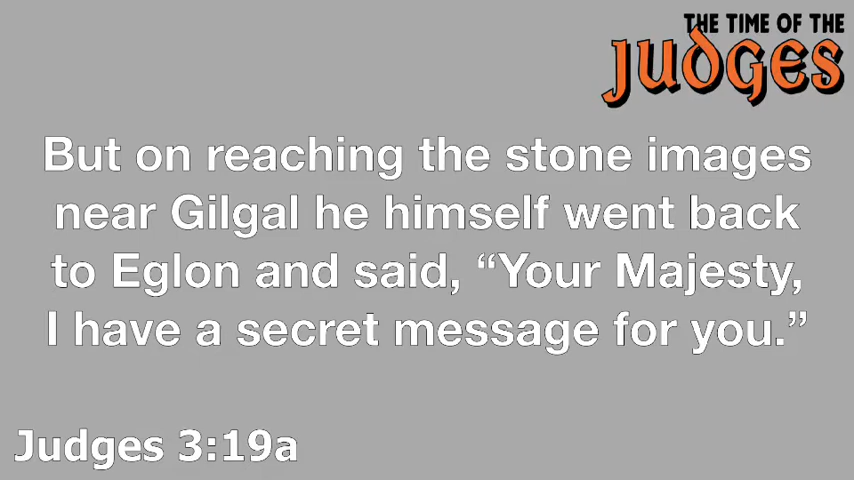 THE TIME OF THE
JUDGES
But on reaching the stone images
near Gilgal he himself went back
to Eglon and said, “Your Majesty,
I have a secret message for you.”
Judges 3:19a